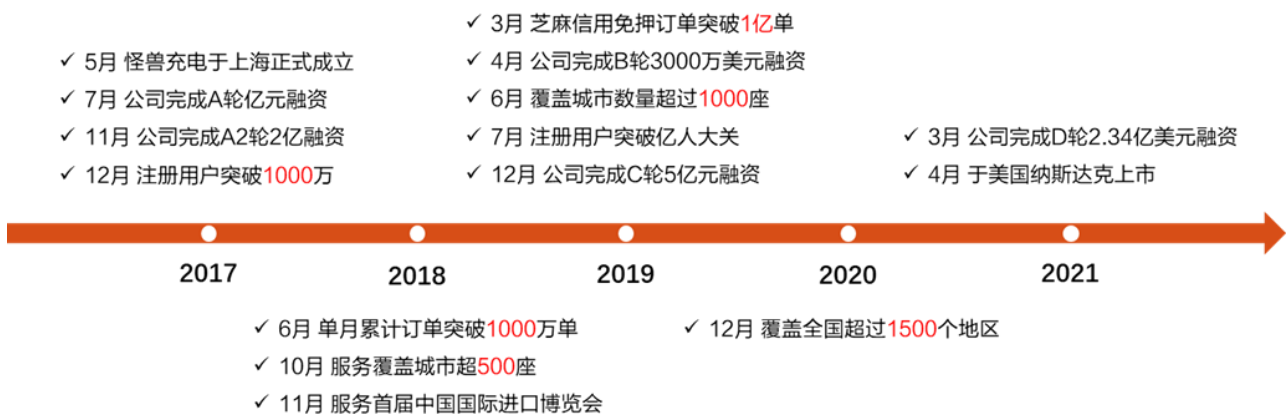 ✓ 5月 怪兽充电于上海正式成立
✓ 7月 公司完成A轮亿元融资
✓ 11月 公司完成A2轮2亿融资
✓ 12月 注册用户突破1000万
✓ 3月 芝麻信用免押订单突破1亿单
✓ 4月 公司完成B轮3000万美元融资
✓ 6月 覆盖城市数量超过1000座
✓ 7月 注册用户突破亿人大关
✓ 12月 公司完成C轮5亿元融资
✓ 3月 公司完成D轮2.34亿美元融资
✓ 4月 于美国纳斯达克上市
2017
2018
2019
2020
2021
✓ 6月 单月累计订单突破1000万单
✓ 10月 服务覆盖城市超500座
✓ 11月 服务首届中国国际进口博览会
✓ 12月 覆盖全国超过1500个地区